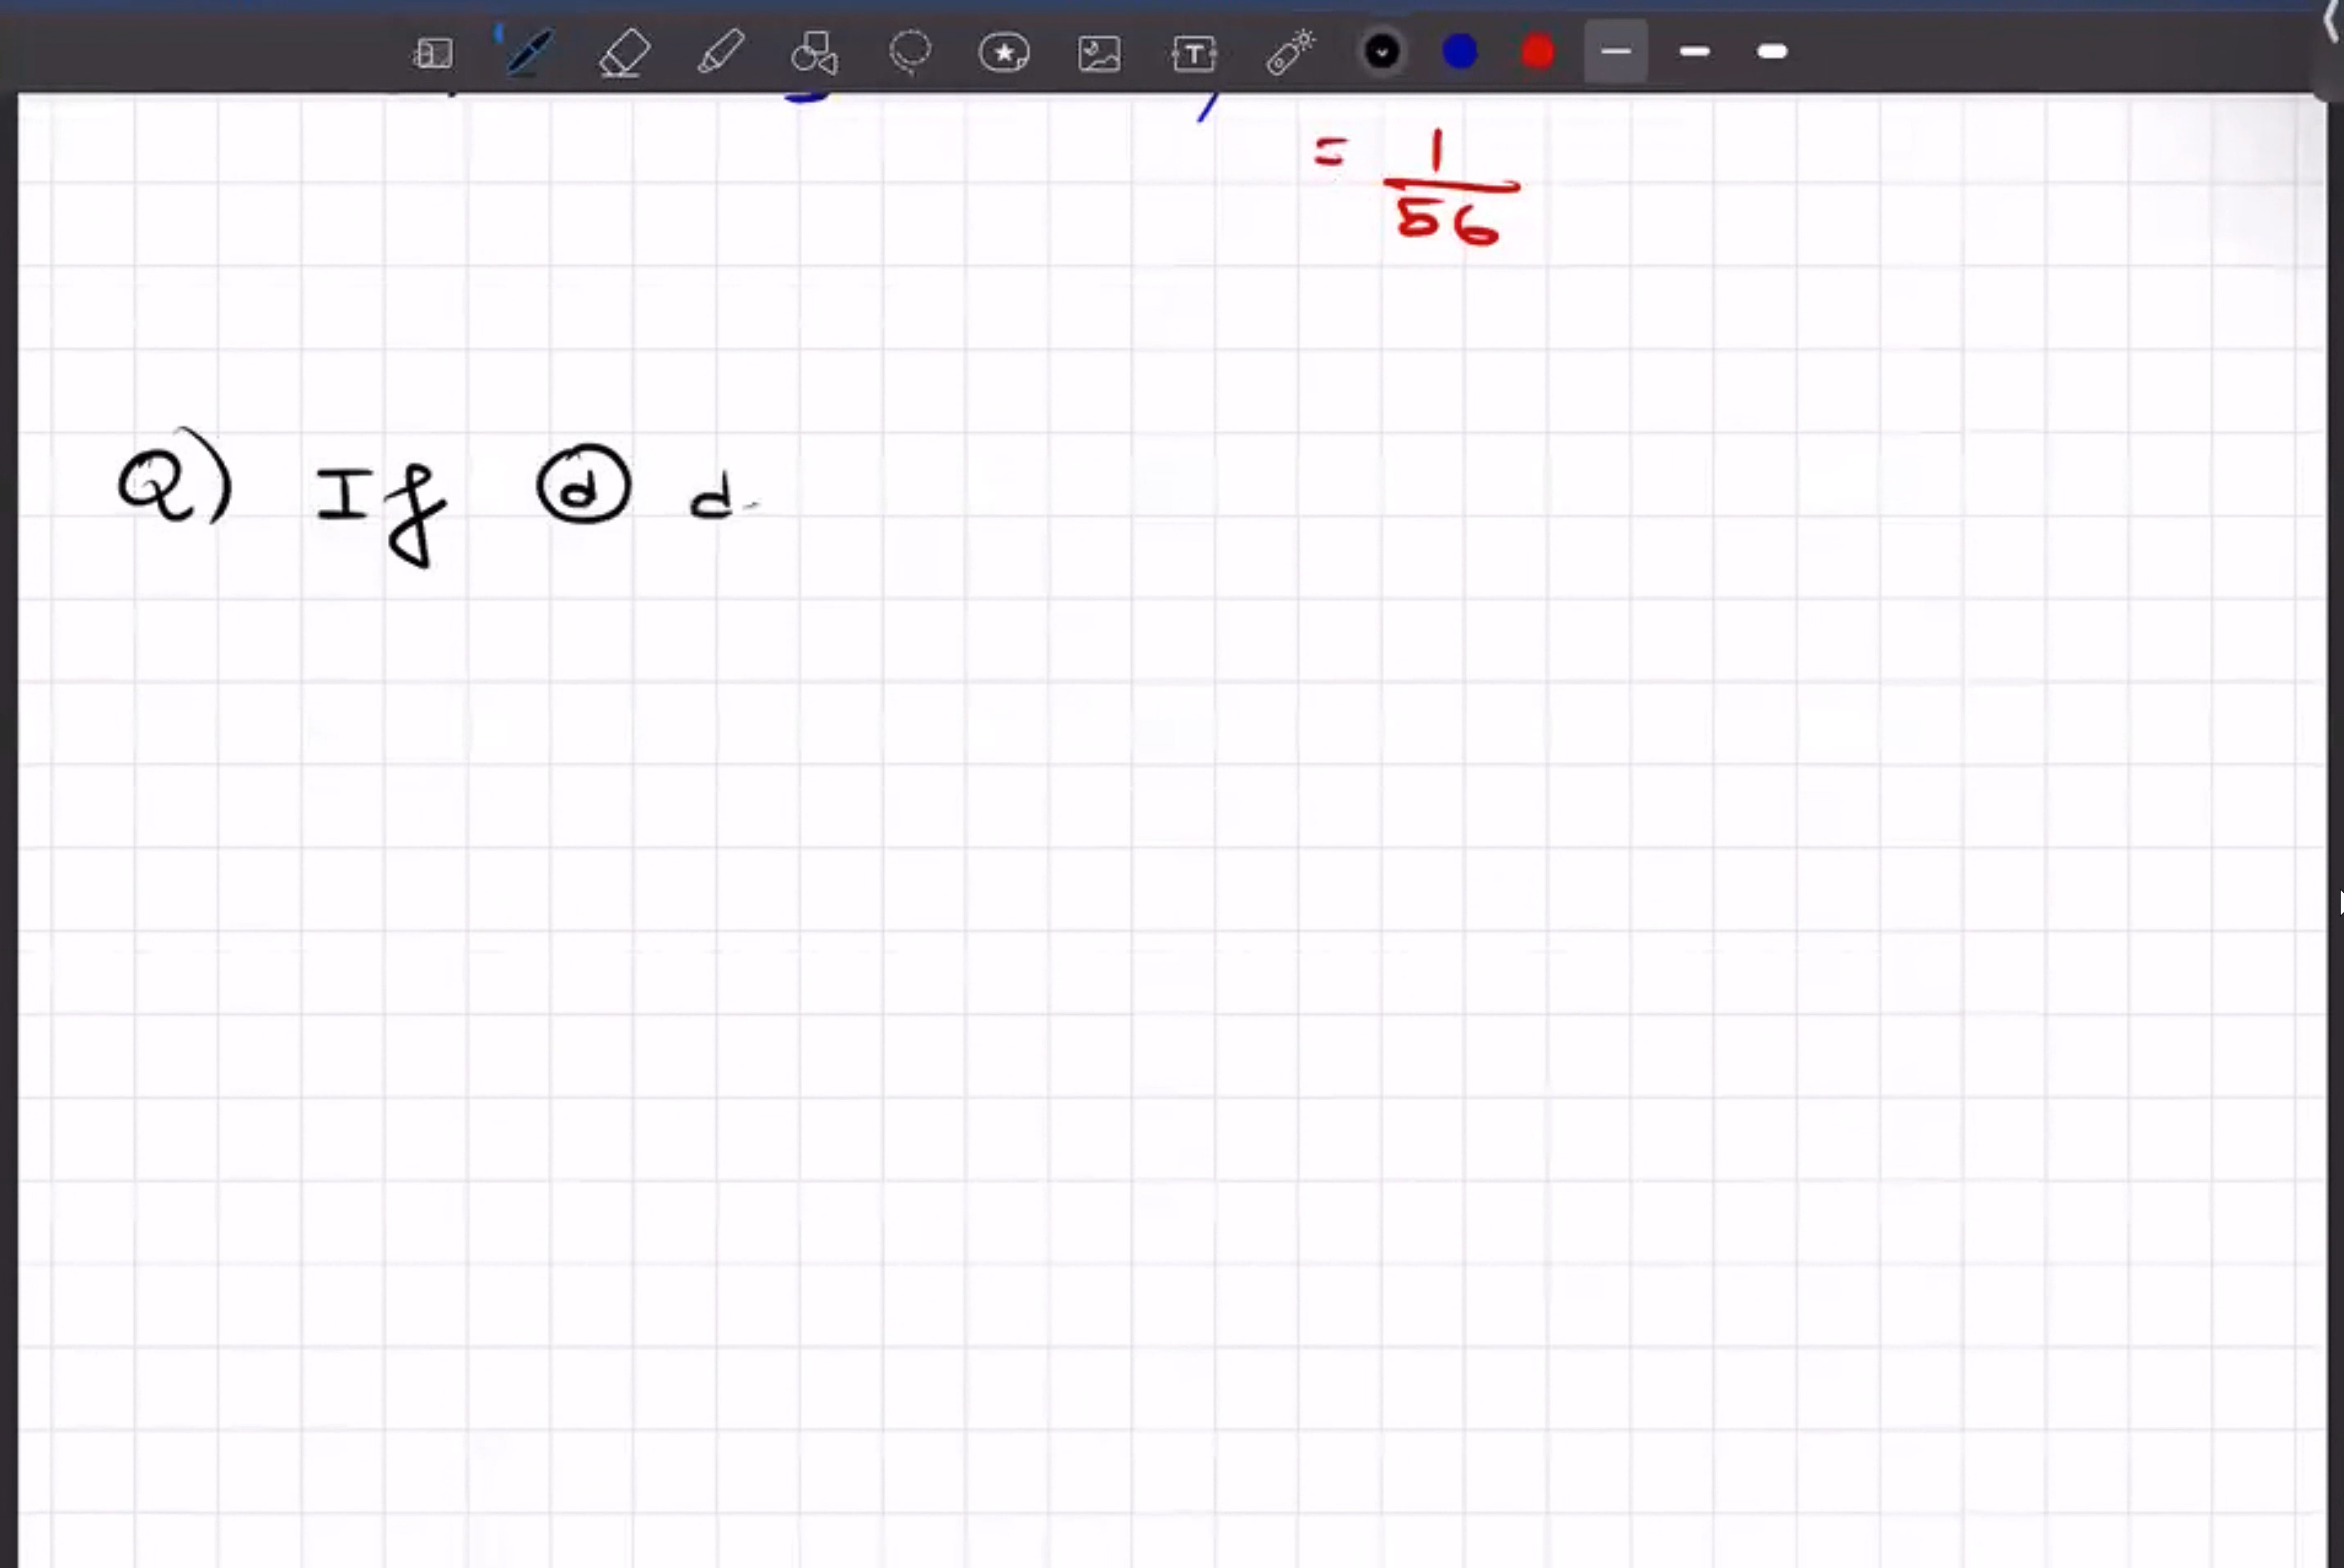 = 1/56
Q) If ⓓ d